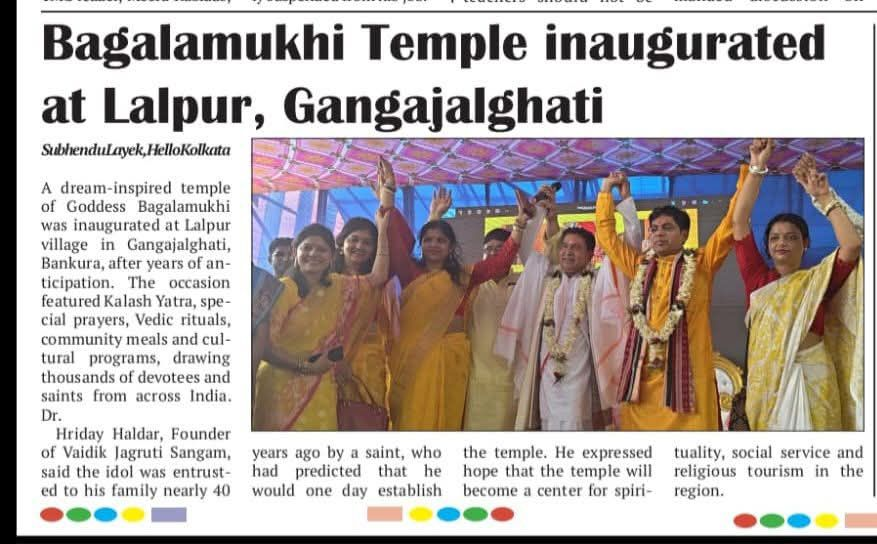 Bagalamukhi Temple inaugurated
at Lalpur, Gangajalghati
SubhenduLayek,HelloKolkata
A dream-inspired temple
of Goddess Bagalamukhi
was inaugurated at Lalpur
village in Gangajalghati,
Bankura, after years of an-
ticipation. The occasion
featured Kalash Yatra, spe-
cial prayers, Vedic rituals,
community meals and cul-
tural programs, drawing
thousands of devotees and
saints from across India.
Dr.
Hriday Haldar, Founder
of Vaidik Jagruti Sangam,
said the idol was entrust-
ed to his family nearly 40
years ago by a saint, who
had predicted that he
would one day establish
the temple. He expressed
hope that the temple will
become a center for spiri-
tuality, social service and
religious tourism in the
region.